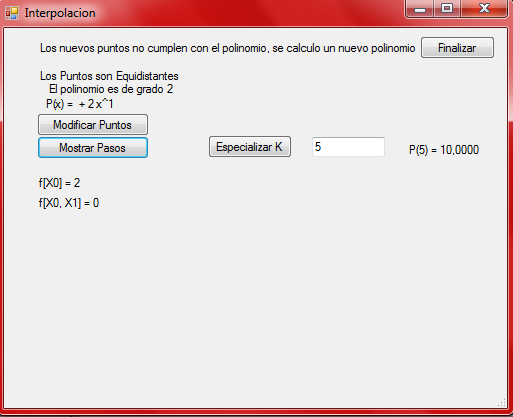 Interpolacion
Los nuevos puntos no cumplen con el polinomio, se calculo un nuevo polinomio
Finalizar
Los Puntos son Equidistantes
El polinomio es de grado 2
P(x) = + 2x^1
Modificar Puntos
Mostrar Pasos
Especializar K
5
P(5) = 10,0000
f[X0] = 2
f[X0, X1] = 0